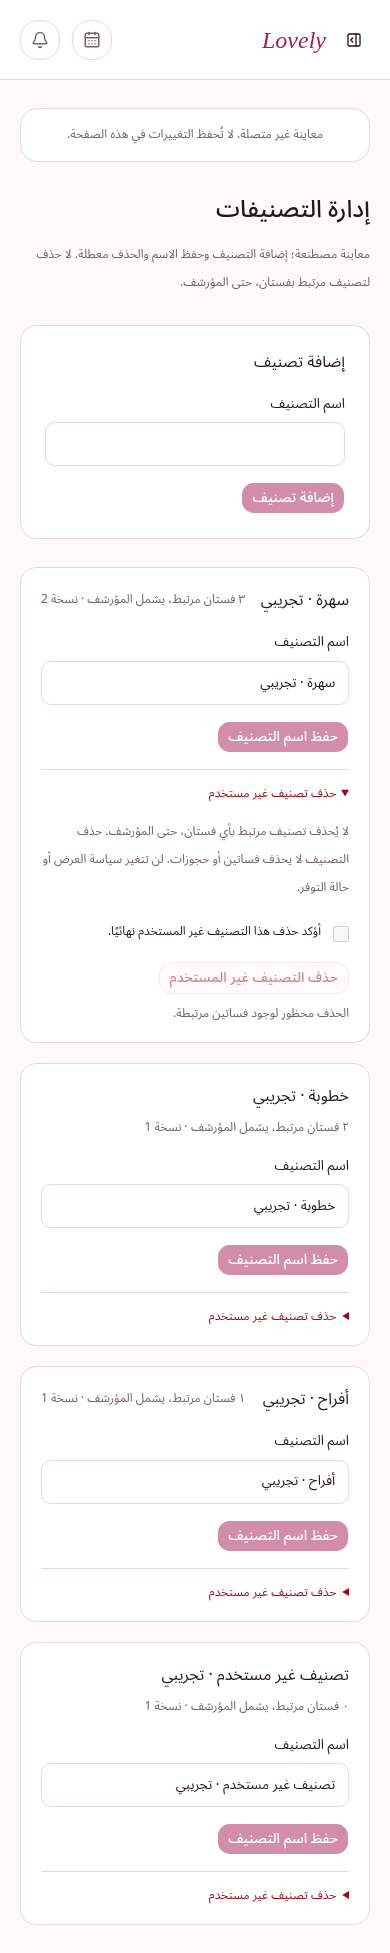 Lovely
معاينة غير متصلة. لا تُحفظ التغييرات في هذه الصفحة.
إدارة التصنيفات
معاينة مصطنعة؛ إضافة التصنيف وحفظ الاسم والحذف معطلة. لا حذف
لتصنيف مرتبط بفستان، حتى المؤرشف.
إضافة تصنيف
اسم التصنيف
إضافة تصنيف
سهرة · تجريبي
٣ فستان مرتبط، يشمل المؤرشف · نسخة 2
اسم التصنيف
سهرة · تجريبي
حفظ اسم التصنيف
حذف تصنيف غير مستخدم
لا يُحذف تصنيف مرتبط بأي فستان، حتى المؤرشف. حذف
التصنيف لا يحذف فساتين أو حجوزات. لن تتغير سياسة العرض أو
حالة التوفر.
أؤكد حذف هذا التصنيف غير المستخدم نهائيًا.
حذف التصنيف غير المستخدم
الحذف محظور لوجود فساتين مرتبطة.
خطوبة · تجريبي
٢ فستان مرتبط، يشمل المؤرشف · نسخة 1
اسم التصنيف
خطوبة · تجريبي
حفظ اسم التصنيف
حذف تصنيف غير مستخدم
أفراح · تجريبي
١ فستان مرتبط، يشمل المؤرشف · نسخة 1
اسم التصنيف
أفراح · تجريبي
حفظ اسم التصنيف
حذف تصنيف غير مستخدم
تصنيف غير مستخدم · تجريبي
٠ فستان مرتبط، يشمل المؤرشف · نسخة 1
اسم التصنيف
تصنيف غير مستخدم · تجريبي
حفظ اسم التصنيف
حذف تصنيف غير مستخدم